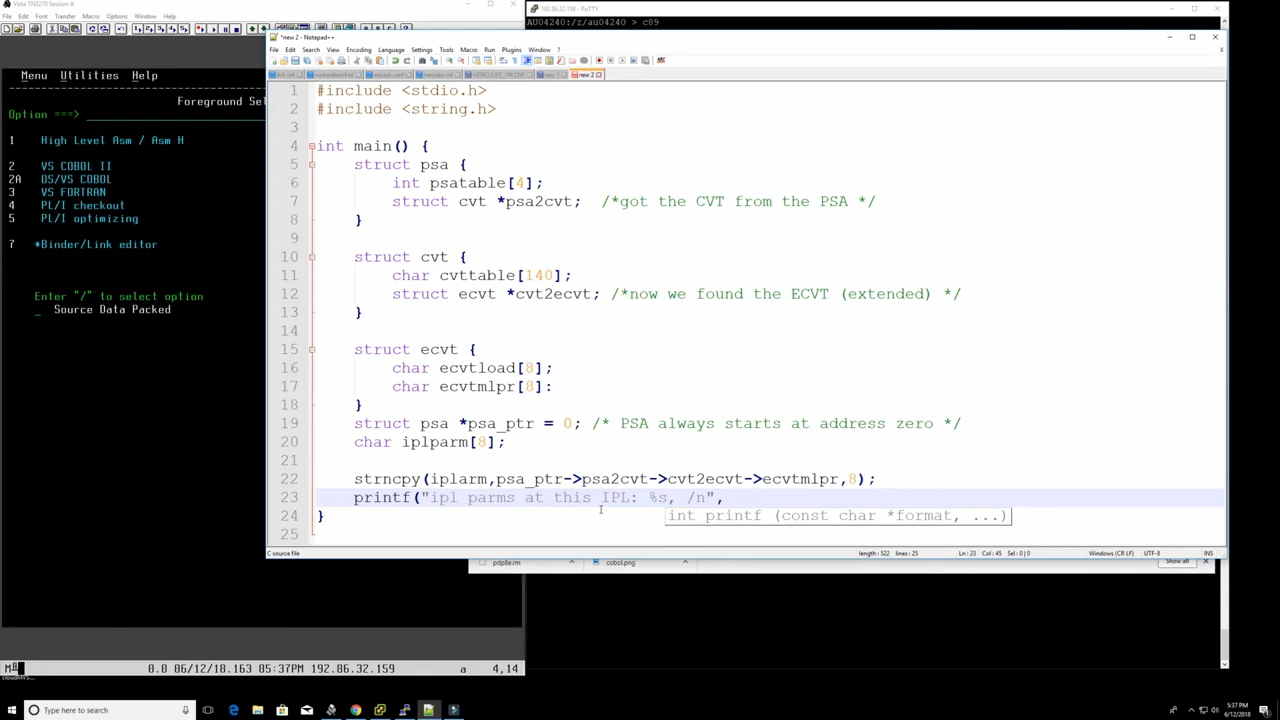 Vista TN3270 Session A
File Edit Font Transfer Macro Options Window Help
Menu Utilities Help
Foreground Sel
Option ===>
1 High Level Asm / Asm H
2 VS COBOL II
2A OS/VS COBOL
3 VS FORTRAN
4 PL/I checkout
5 PL/I optimizing
7 *Binder/Link editor
Enter "/" to select option
_ Source Data Packed
0.0 06/12/18.163 05:37PM 192.86.32.159 a 4,14
192.86.32.159 - PuTTY
AU04240:/z/au04240 > c89
*new 2 - Notepad++
File Edit Search View Encoding Language Settings Tools Macro Run Plugins Window ?
new 2
1 #include <stdio.h>
2 #include <string.h>
3
4 int main() {
5 struct psa {
6 int psatable[4];
7 struct cvt *psa2cvt; /*got the CVT from the PSA */
8 }
9
10 struct cvt {
11 char cvttable[140];
12 struct ecvt *cvt2ecvt; /*now we found the ECVT (extended) */
13 }
14
15 struct ecvt {
16 char ecvtload[8];
17 char ecvtmlpr[8]:
18 }
19 struct psa *psa_ptr = 0; /* PSA always starts at address zero */
20 char iplparm[8];
21
22 strncpy(iplarm,psa_ptr->psa2cvt->cvt2ecvt->ecvtmlpr,8);
23 printf("ipl parms at this IPL: %s, /n",
24 }
int printf (const char *format, ...)
25
C source file length : 522 lines : 25 Ln : 23 Col : 45 Sel : 0 | 0 Windows (CR LF) UTF-8 INS
pdp8e.rm cobol.png Show all
Type here to search
5:37 PM
6/12/2018